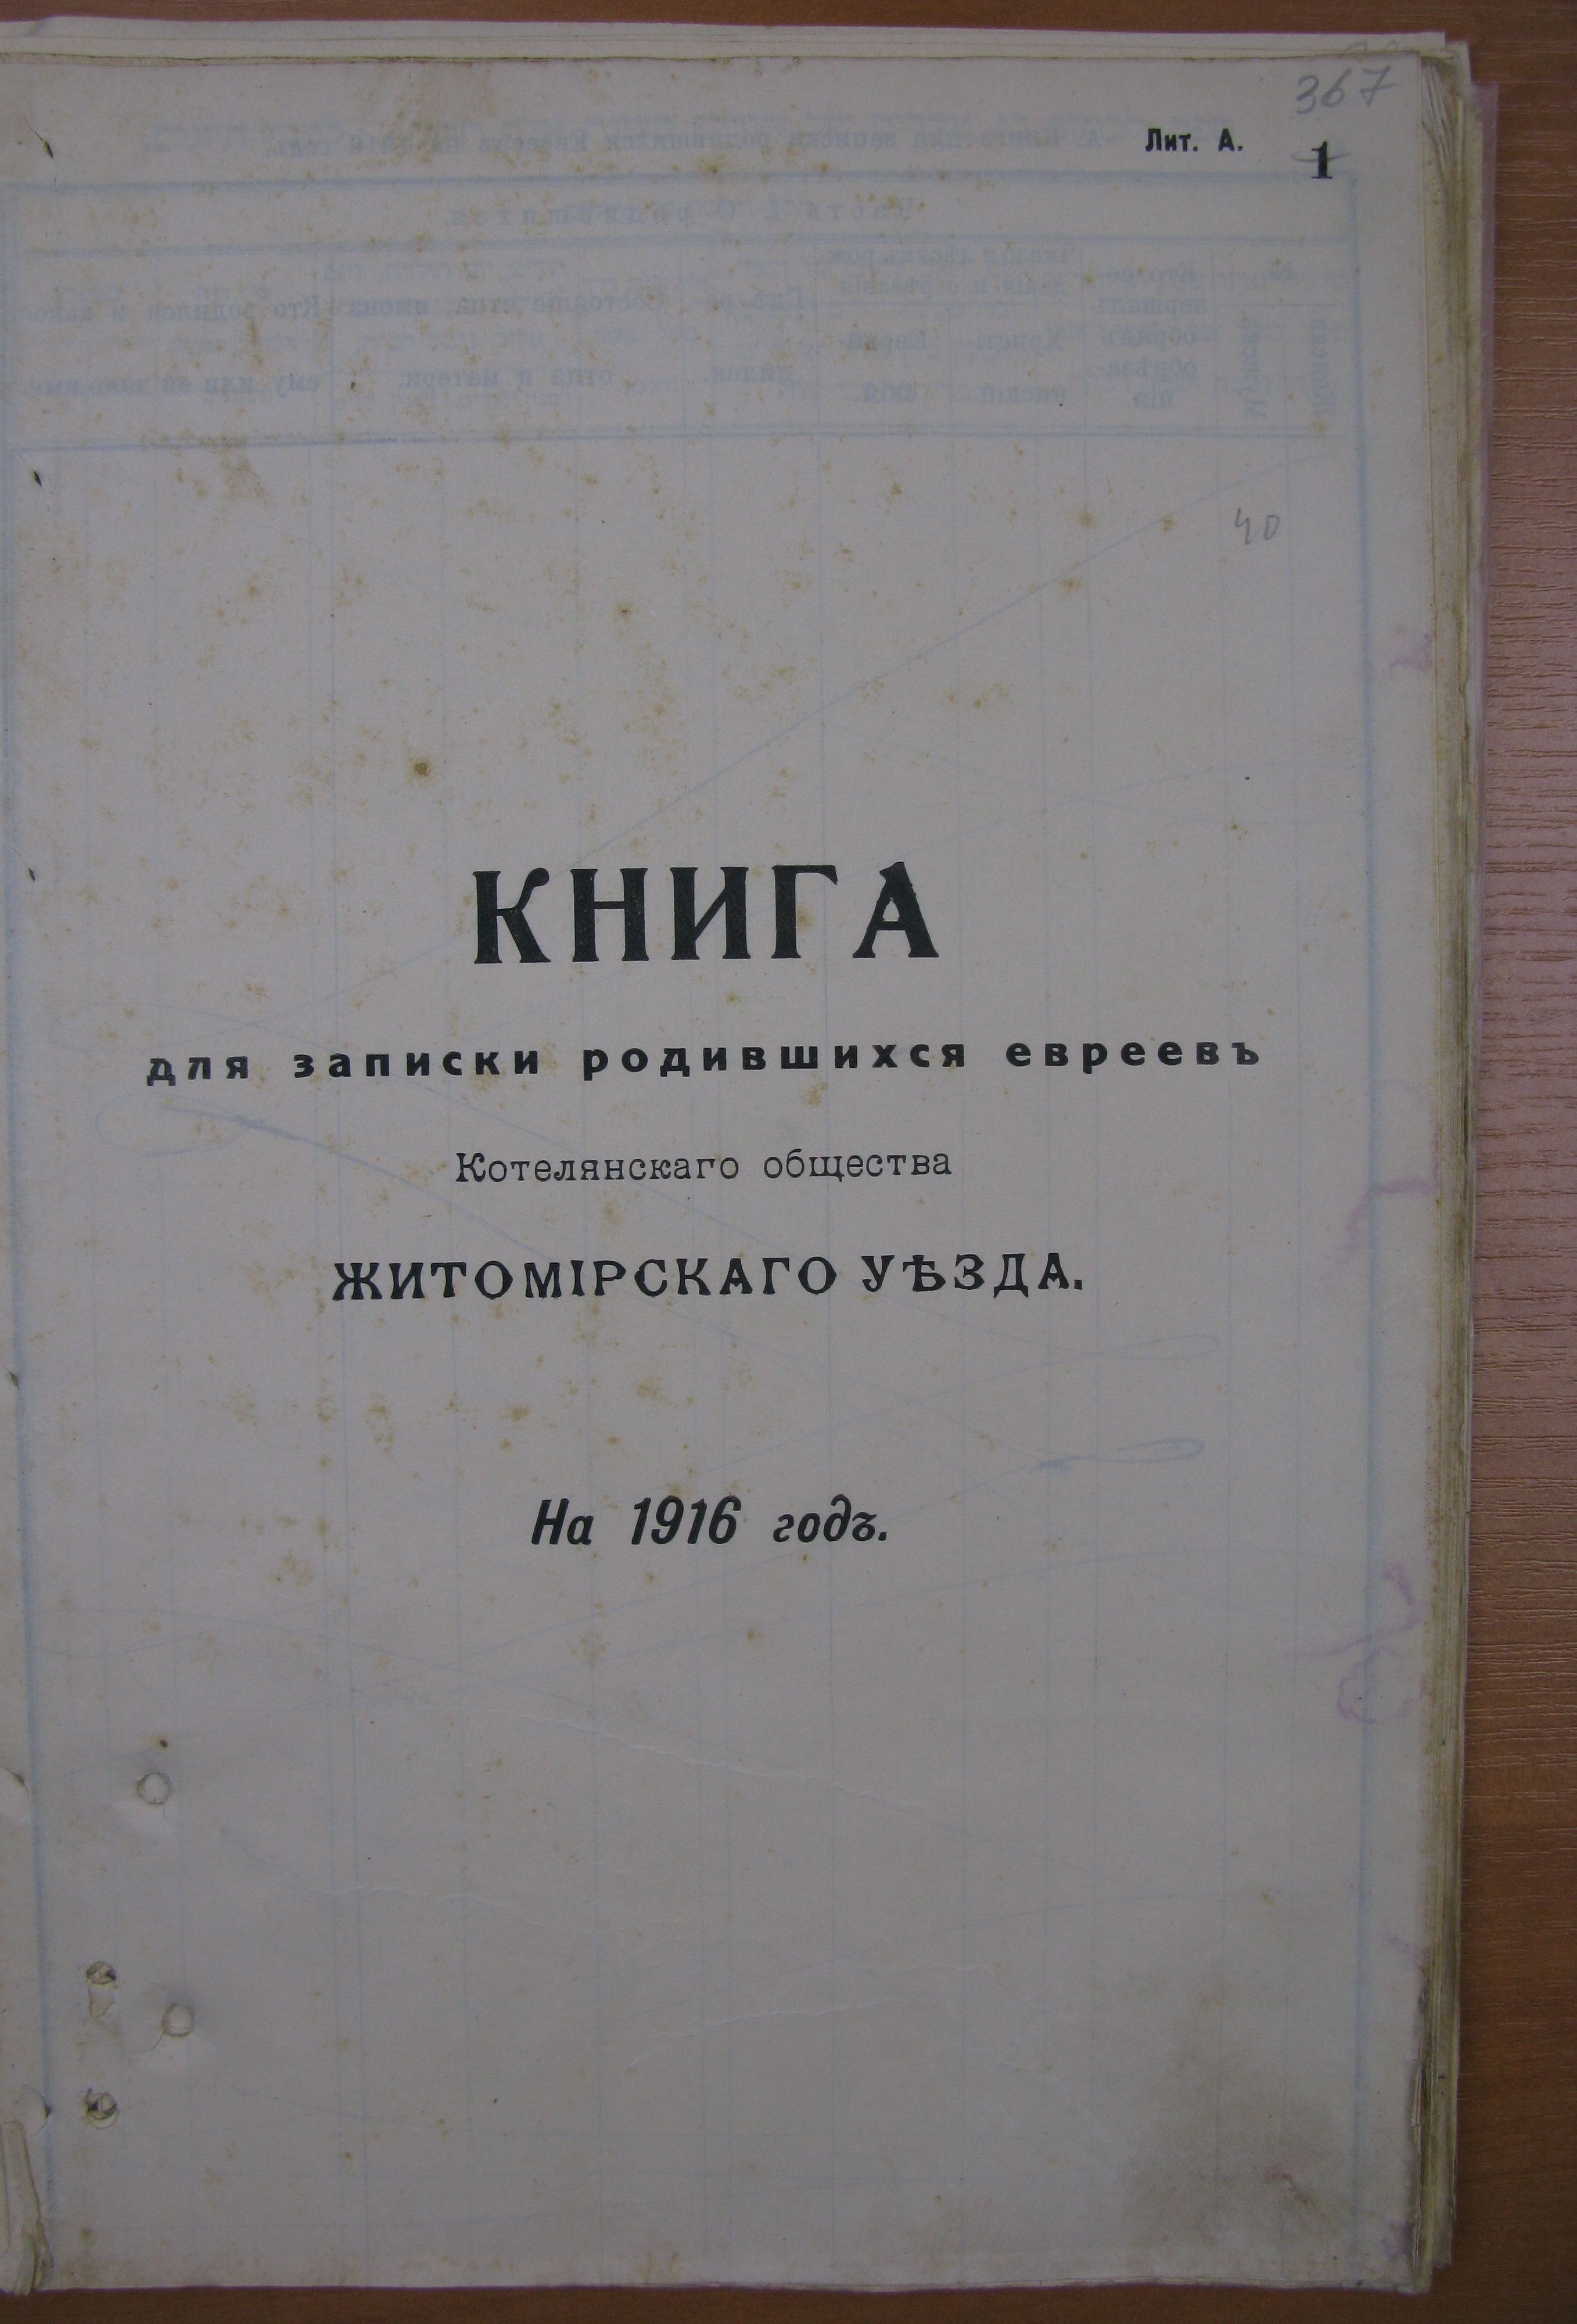 367
Лит. А. 1
40
КНИГА
для записки родившихся евреевъ
Котелянскаго общества
ЖИТОМІРСКАГО УѢЗДА.
На 1916 годъ.